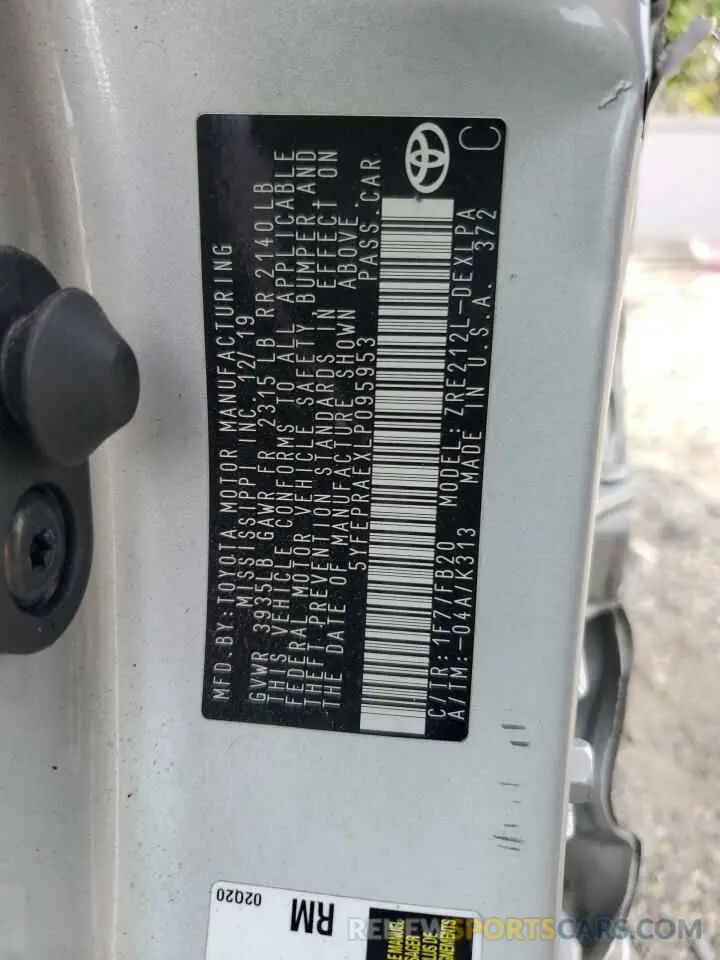 MFD.BY:TOYOTA MOTOR MANUFACTURING
MISSISSIPPI INC. 12/19
GVWR 3935LB GAWR FR 2315 LB RR 2140 LB
THIS VEHICLE CONFORMS TO ALL APPLICABLE
FEDERAL MOTOR VEHICLE SAFETY, BUMPER, AND
THEFT PREVENTION STANDARDS IN EFFECT ON
THE DATE OF MANUFACTURE SHOWN ABOVE.
5YFEPRAEXLP095953 PASS.CAR
C/TR:1F7/FB20 MODEL:ZRE212L-DEXLPA
A/TM:-04A/K313 MADE IN U.S.A. 372
C
02Q20
RM
RENEWSPORTSCARS.COM